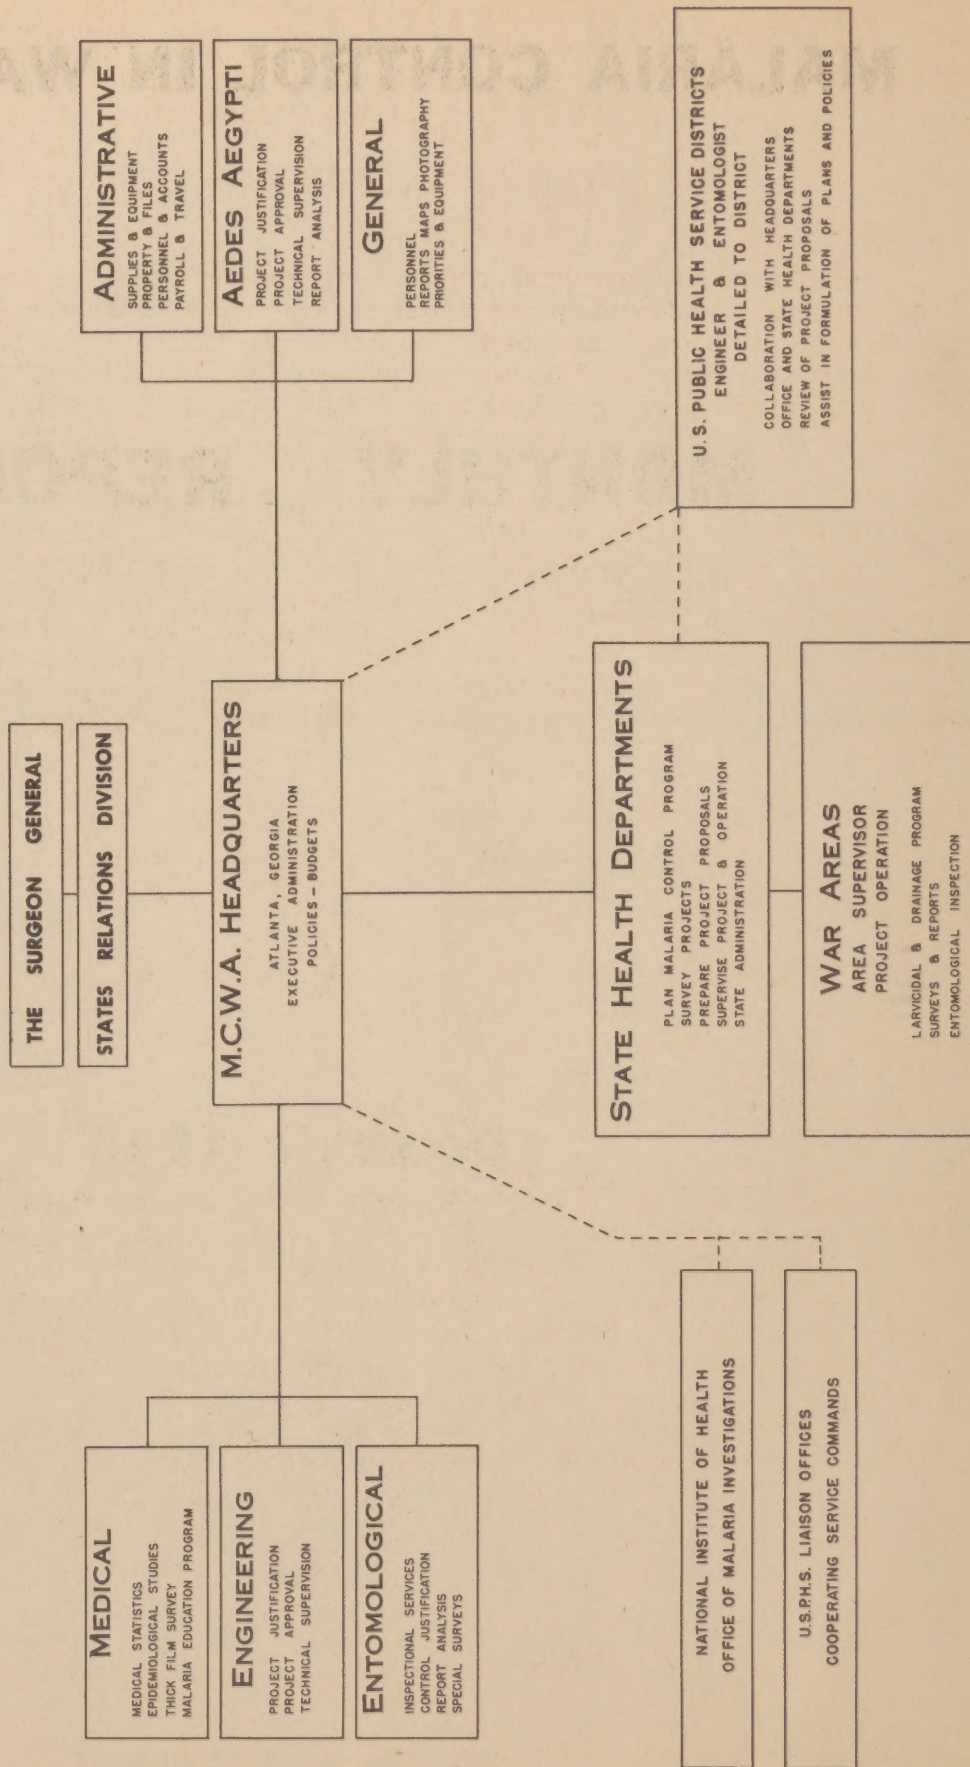 THE SURGEON GENERAL
STATES RELATIONS DIVISION
M.C.W.A. HEADQUARTERS
ATLANTA, GEORGIA
EXECUTIVE ADMINISTRATION
POLICIES – BUDGETS
MEDICAL
MEDICAL STATISTICS
EPIDEMIOLOGICAL STUDIES
THICK FILM SURVEY
MALARIA EDUCATION PROGRAM
ENGINEERING
PROJECT JUSTIFICATION
PROJECT APPROVAL
TECHNICAL SUPERVISION
ENTOMOLOGICAL
INSPECTIONAL SERVICES
CONTROL JUSTIFICATION
REPORT ANALYSIS
SPECIAL SURVEYS
ADMINISTRATIVE
SUPPLIES & EQUIPMENT
PROPERTY & FILES
PERSONNEL & ACCOUNTS
PAYROLL & TRAVEL
AEDES AEGYPTI
PROJECT JUSTIFICATION
PROJECT APPROVAL
TECHNICAL SUPERVISION
REPORT ANALYSIS
GENERAL
PERSONNEL
REPORTS MAPS PHOTOGRAPHY
PRIORITIES & EQUIPMENT
NATIONAL INSTITUTE OF HEALTH
OFFICE OF MALARIA INVESTIGATIONS
U.S.P.H.S. LIAISON OFFICES
COOPERATING SERVICE COMMANDS
STATE HEALTH DEPARTMENTS
PLAN MALARIA CONTROL PROGRAM
SURVEY PROJECTS
PREPARE PROJECT PROPOSALS
SUPERVISE PROJECT & OPERATION
STATE ADMINISTRATION
WAR AREAS
AREA SUPERVISOR
PROJECT OPERATION
LARVICIDAL & DRAINAGE PROGRAM
SURVEYS & REPORTS
ENTOMOLOGICAL INSPECTION
U.S. PUBLIC HEALTH SERVICE DISTRICTS
ENGINEER & ENTOMOLOGIST
DETAILED TO DISTRICT
COLLABORATION WITH HEADQUARTERS
OFFICE AND STATE HEALTH DEPARTMENTS
REVIEW OF PROJECT PROPOSALS
ASSIST IN FORMULATION OF PLANS AND POLICIES